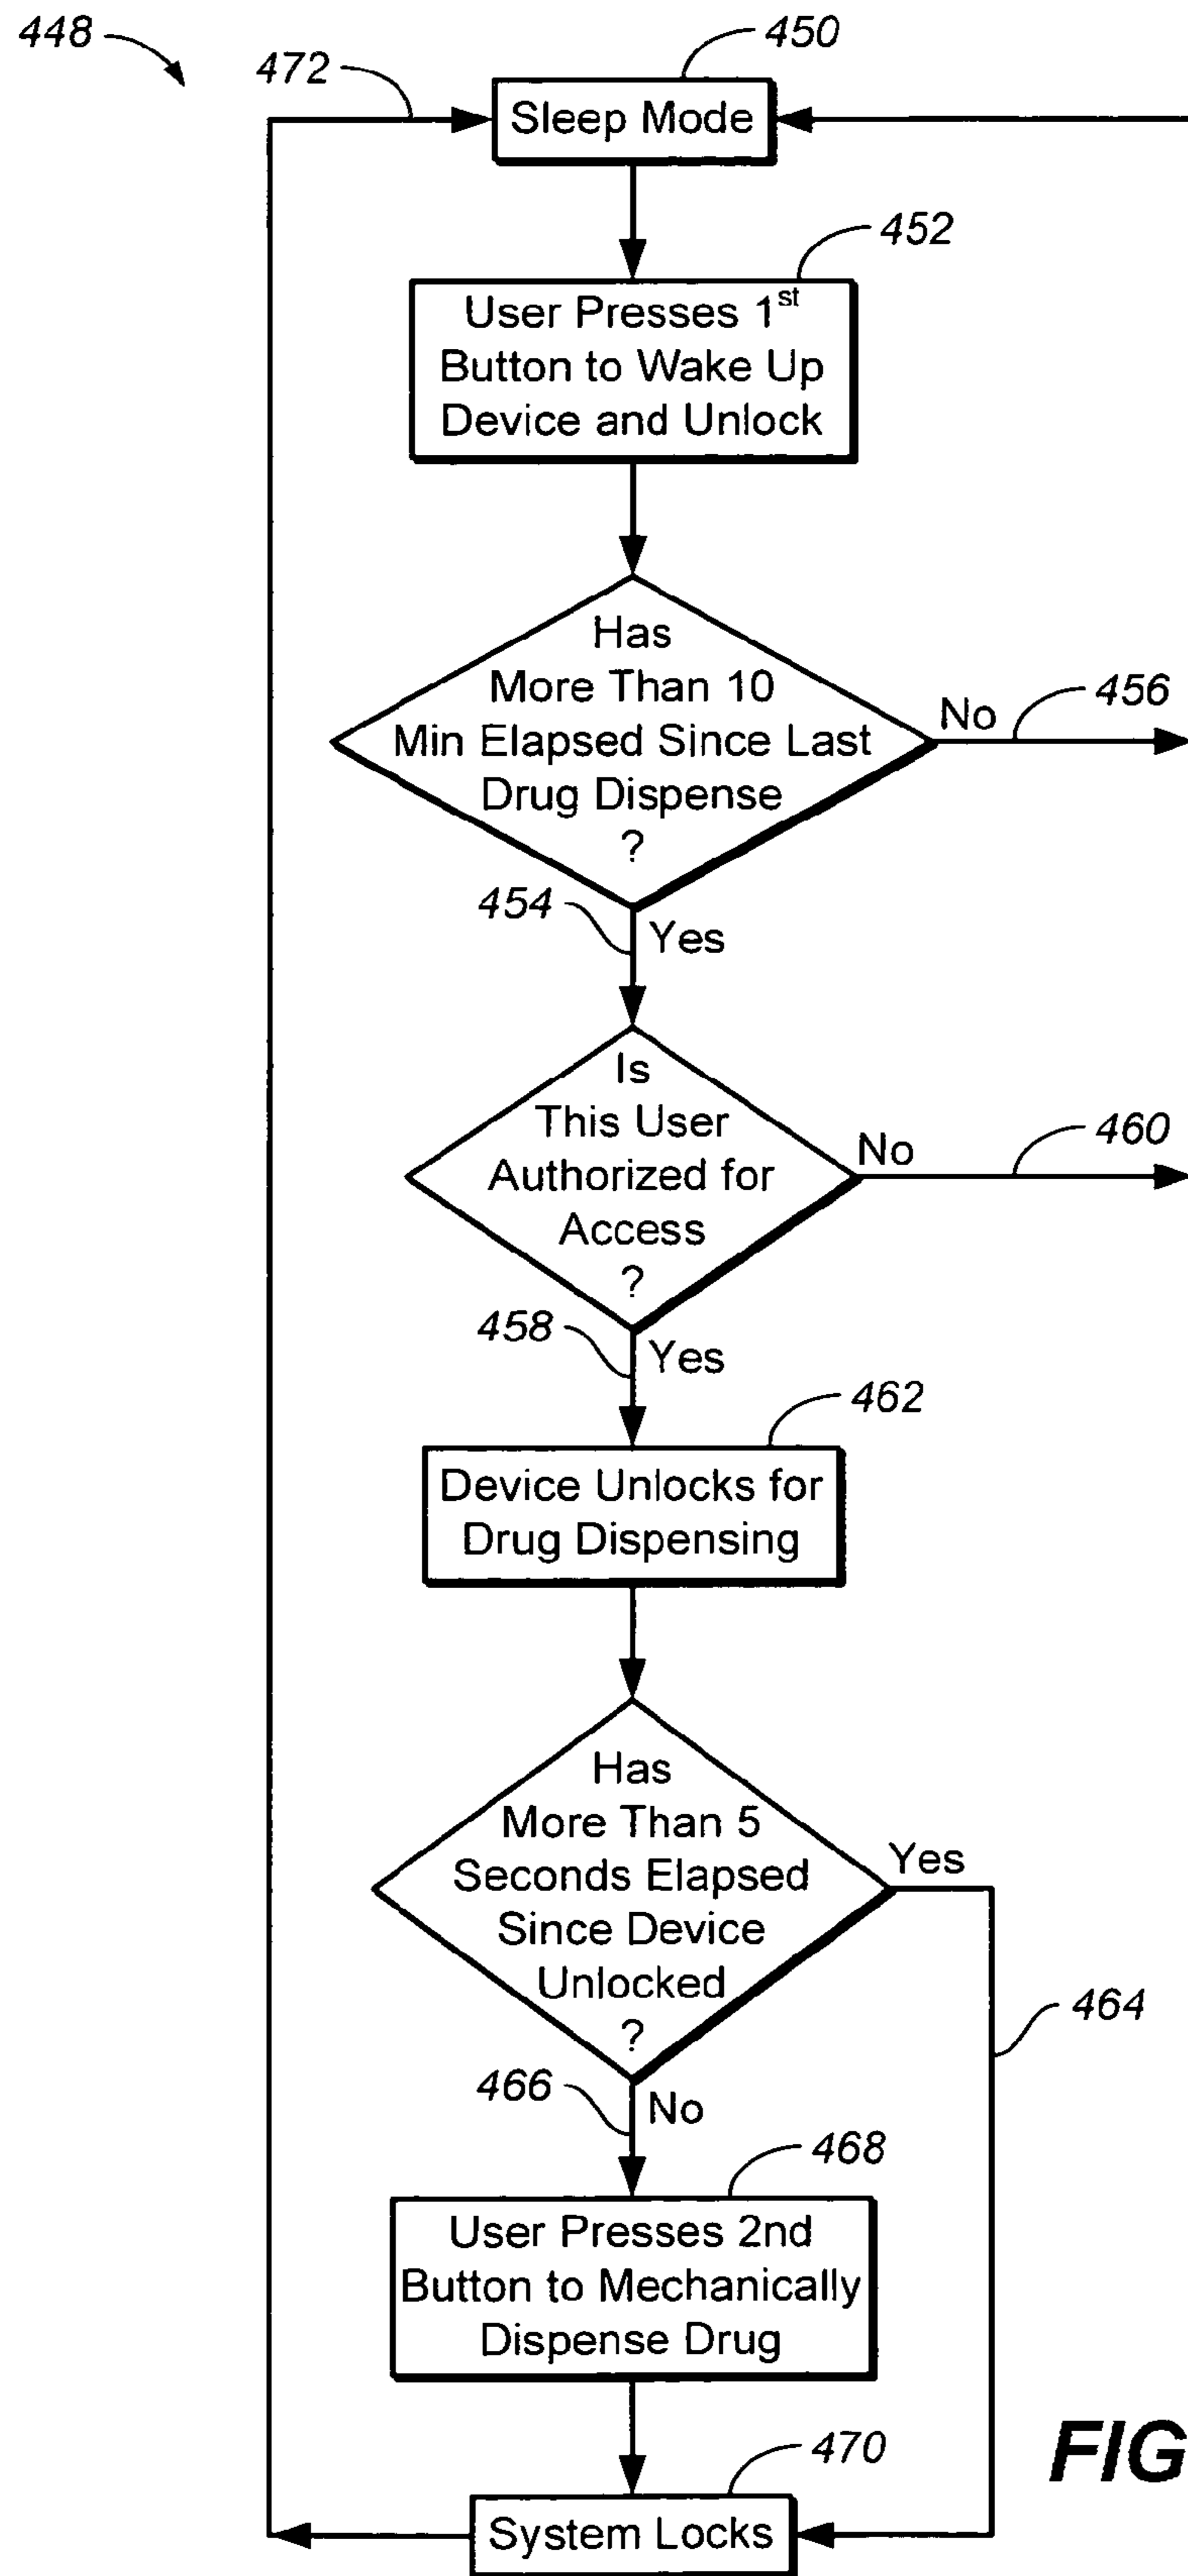 448
450
472
Sleep Mode
452
User Presses 1st
Button to Wake Up
Device and Unlock
Has
More Than 10
Min Elapsed Since Last
Drug Dispense
?
No
456
454
Yes
Is
This User
Authorized for
Access
?
No
460
458
Yes
462
Device Unlocks for
Drug Dispensing
Has
More Than 5
Seconds Elapsed
Since Device
Unlocked
?
Yes
464
466
No
468
User Presses 2nd
Button to Mechanically
Dispense Drug
470
FIG
System Locks